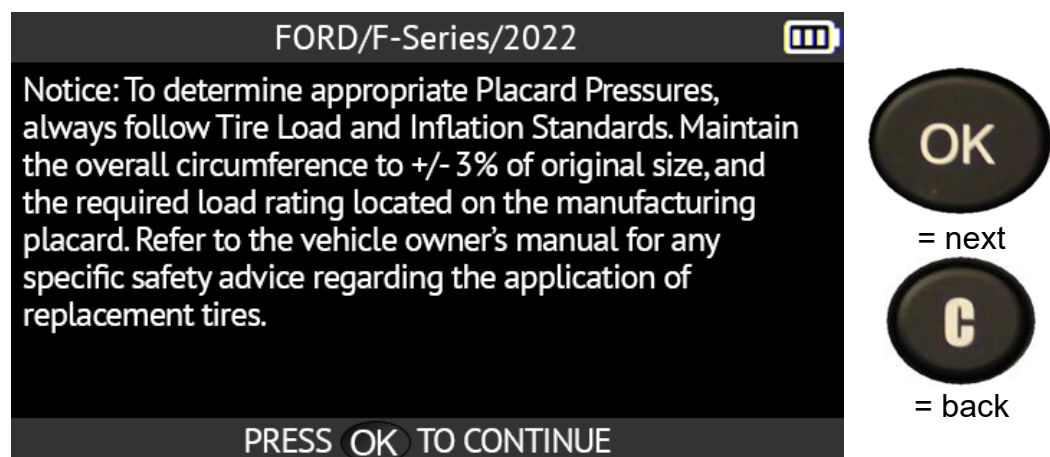 FORD/F-Series/2022
Notice: To determine appropriate Placard Pressures,
always follow Tire Load and Inflation Standards. Maintain
the overall circumference to +/- 3% of original size, and
the required load rating located on the manufacturing
placard. Refer to the vehicle owner's manual for any
specific safety advice regarding the application of
replacement tires.
PRESS OK TO CONTINUE
OK
= next
C
= back